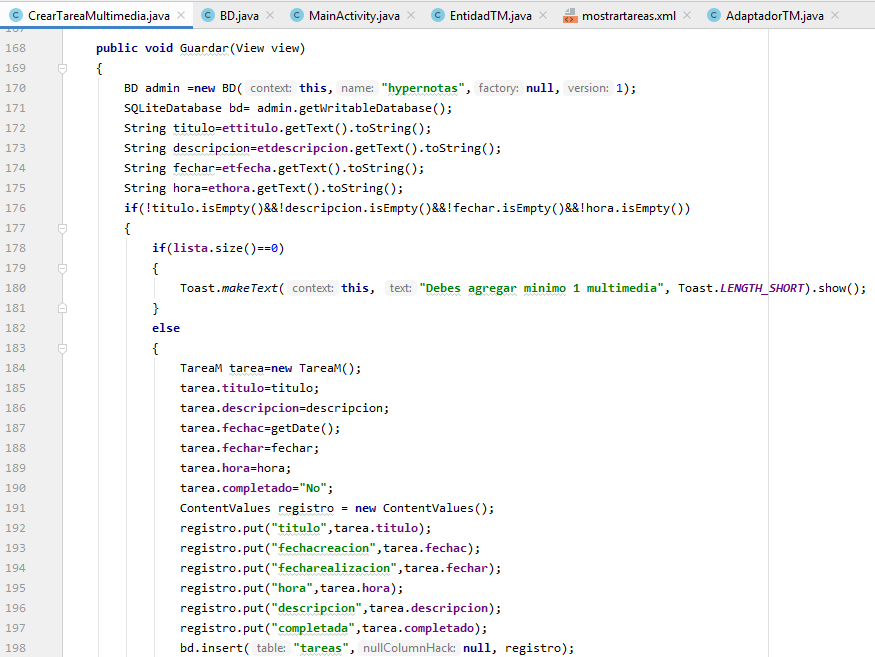 CrearTareaMultimedia.java BD.java MainActivity.java EntidadTM.java mostrartareas.xml AdaptadorTM.java
168 public void Guardar(View view)
169 {
170 BD admin =new BD( context: this, name: "hypernotas", factory: null, version: 1);
171 SQLiteDatabase bd= admin.getWritableDatabase();
172 String titulo=ettitulo.getText().toString();
173 String descripcion=etdescripcion.getText().toString();
174 String fechar=etfecha.getText().toString();
175 String hora=ethora.getText().toString();
176 if(!titulo.isEmpty()&&!descripcion.isEmpty()&&!fechar.isEmpty()&&!hora.isEmpty())
177 {
178 if(lista.size()==0)
179 {
180 Toast.makeText( context: this, text: "Debes agregar minimo 1 multimedia", Toast.LENGTH_SHORT).show();
181 }
182 else
183 {
184 TareaM tarea=new TareaM();
185 tarea.titulo=titulo;
186 tarea.descripcion=descripcion;
187 tarea.fechac=getDate();
188 tarea.fechar=fechar;
189 tarea.hora=hora;
190 tarea.completado="No";
191 ContentValues registro = new ContentValues();
192 registro.put("titulo",tarea.titulo);
193 registro.put("fechacreacion",tarea.fechac);
194 registro.put("fecharealizacion",tarea.fechar);
195 registro.put("hora",tarea.hora);
196 registro.put("descripcion",tarea.descripcion);
197 registro.put("completada",tarea.completado);
198 bd.insert( table: "tareas", nullColumnHack: null, registro);